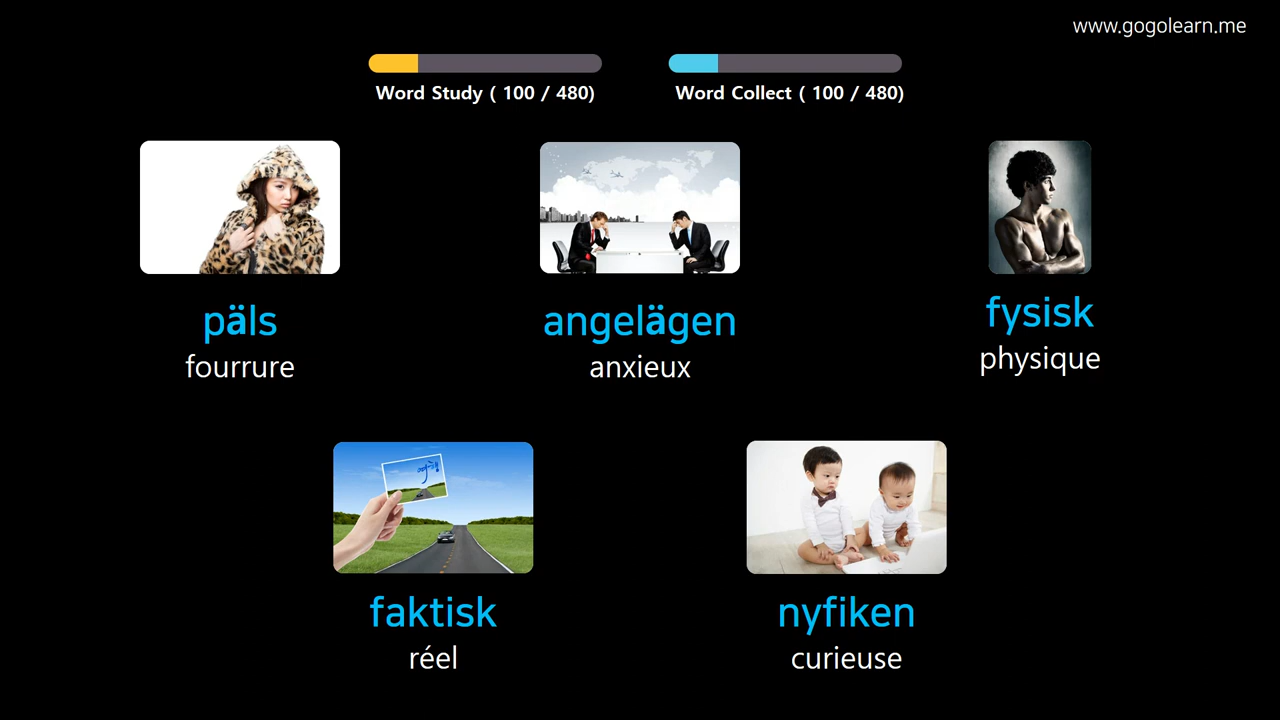 www.gogolearn.me
Word Study ( 100 / 480)
Word Collect ( 100 / 480)
päls
fourrure
angelägen
anxieux
fysisk
physique
faktisk
réel
nyfiken
curieuse